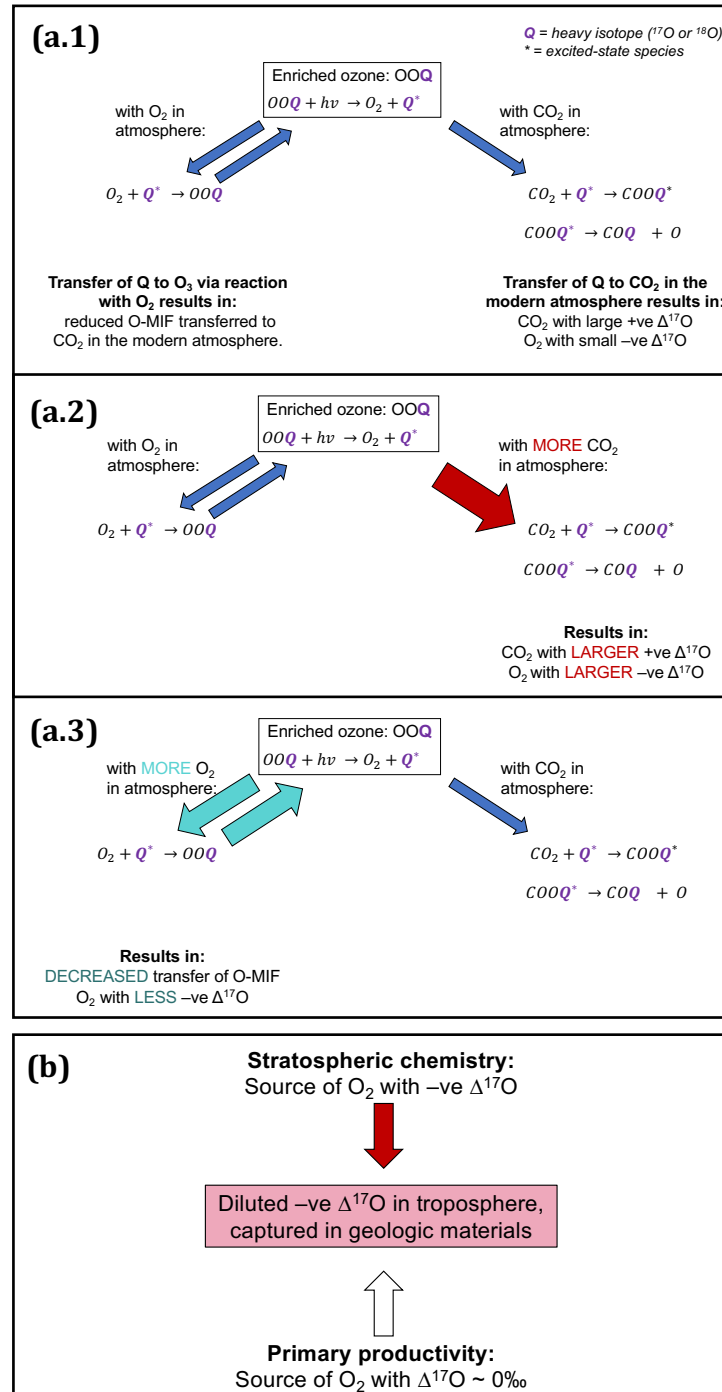 (a.1)
Q = heavy isotope (¹⁷O or ¹⁸O)
* = excited-state species
Enriched ozone: OOQ
OOQ + hv → O₂ + Q*
with O₂ in
atmosphere:
with CO₂ in
atmosphere:
O₂ + Q* → OOQ
CO₂ + Q* → COOQ*
COOQ* → COQ + O
Transfer of Q to O₃ via reaction
with O₂ results in:
reduced O-MIF transferred to
CO₂ in the modern atmosphere.
Transfer of Q to CO₂ in the
modern atmosphere results in:
CO₂ with large +ve Δ¹⁷O
O₂ with small –ve Δ¹⁷O
(a.2)
Enriched ozone: OOQ
OOQ + hv → O₂ + Q*
with O₂ in
atmosphere:
with MORE CO₂
in atmosphere:
O₂ + Q* → OOQ
CO₂ + Q* → COOQ*
COOQ* → COQ + O
Results in:
CO₂ with LARGER +ve Δ¹⁷O
O₂ with LARGER –ve Δ¹⁷O
(a.3)
Enriched ozone: OOQ
OOQ + hv → O₂ + Q*
with MORE O₂
in atmosphere:
with CO₂ in
atmosphere:
O₂ + Q* → OOQ
CO₂ + Q* → COOQ*
COOQ* → COQ + O
Results in:
DECREASED transfer of O-MIF
O₂ with LESS –ve Δ¹⁷O
(b)
Stratospheric chemistry:
Source of O₂ with –ve Δ¹⁷O
Diluted –ve Δ¹⁷O in troposphere,
captured in geologic materials
Primary productivity:
Source of O₂ with Δ¹⁷O ~ 0‰